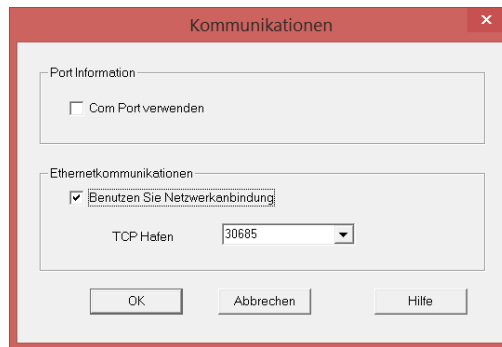 Kommunikationen
Port Information
Com Port verwenden
Ethernetkommunikationen
Benutzen Sie Netzwerkanbindung
TCP Hafen 30685
OK Abbrechen Hilfe